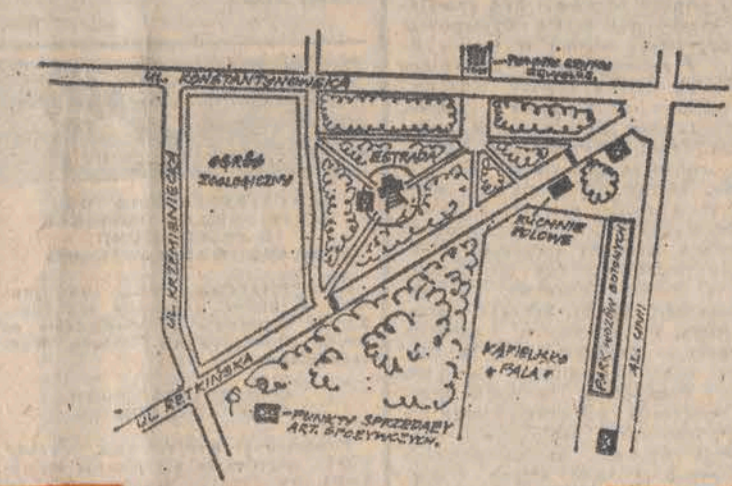 UL. KONSTANTYNOWSKA
OGRÓD
ZOOLOGICZNY
ESTRADA
UL. KRZEMIENIECKA
KUCHNIE
POLOWE
PARK WOZÓW BOJOWYCH
AL. UNII
KĄPIELISKO
"FALA"
UL. RETKIŃSKA
-PUNKTY SPRZEDAŻY
ART. SPOŻYWCZYCH.